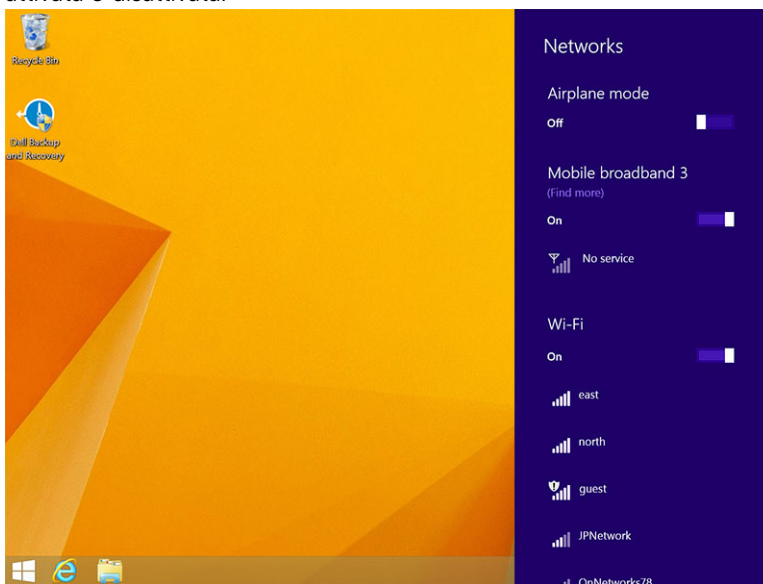 Recycle Bin
Dell Backup
and Recovery
Networks
Airplane mode
Off
Mobile broadband 3
(Find more)
On
No service
Wi-Fi
On
east
north
guest
JPNetwork
OnNetworks78